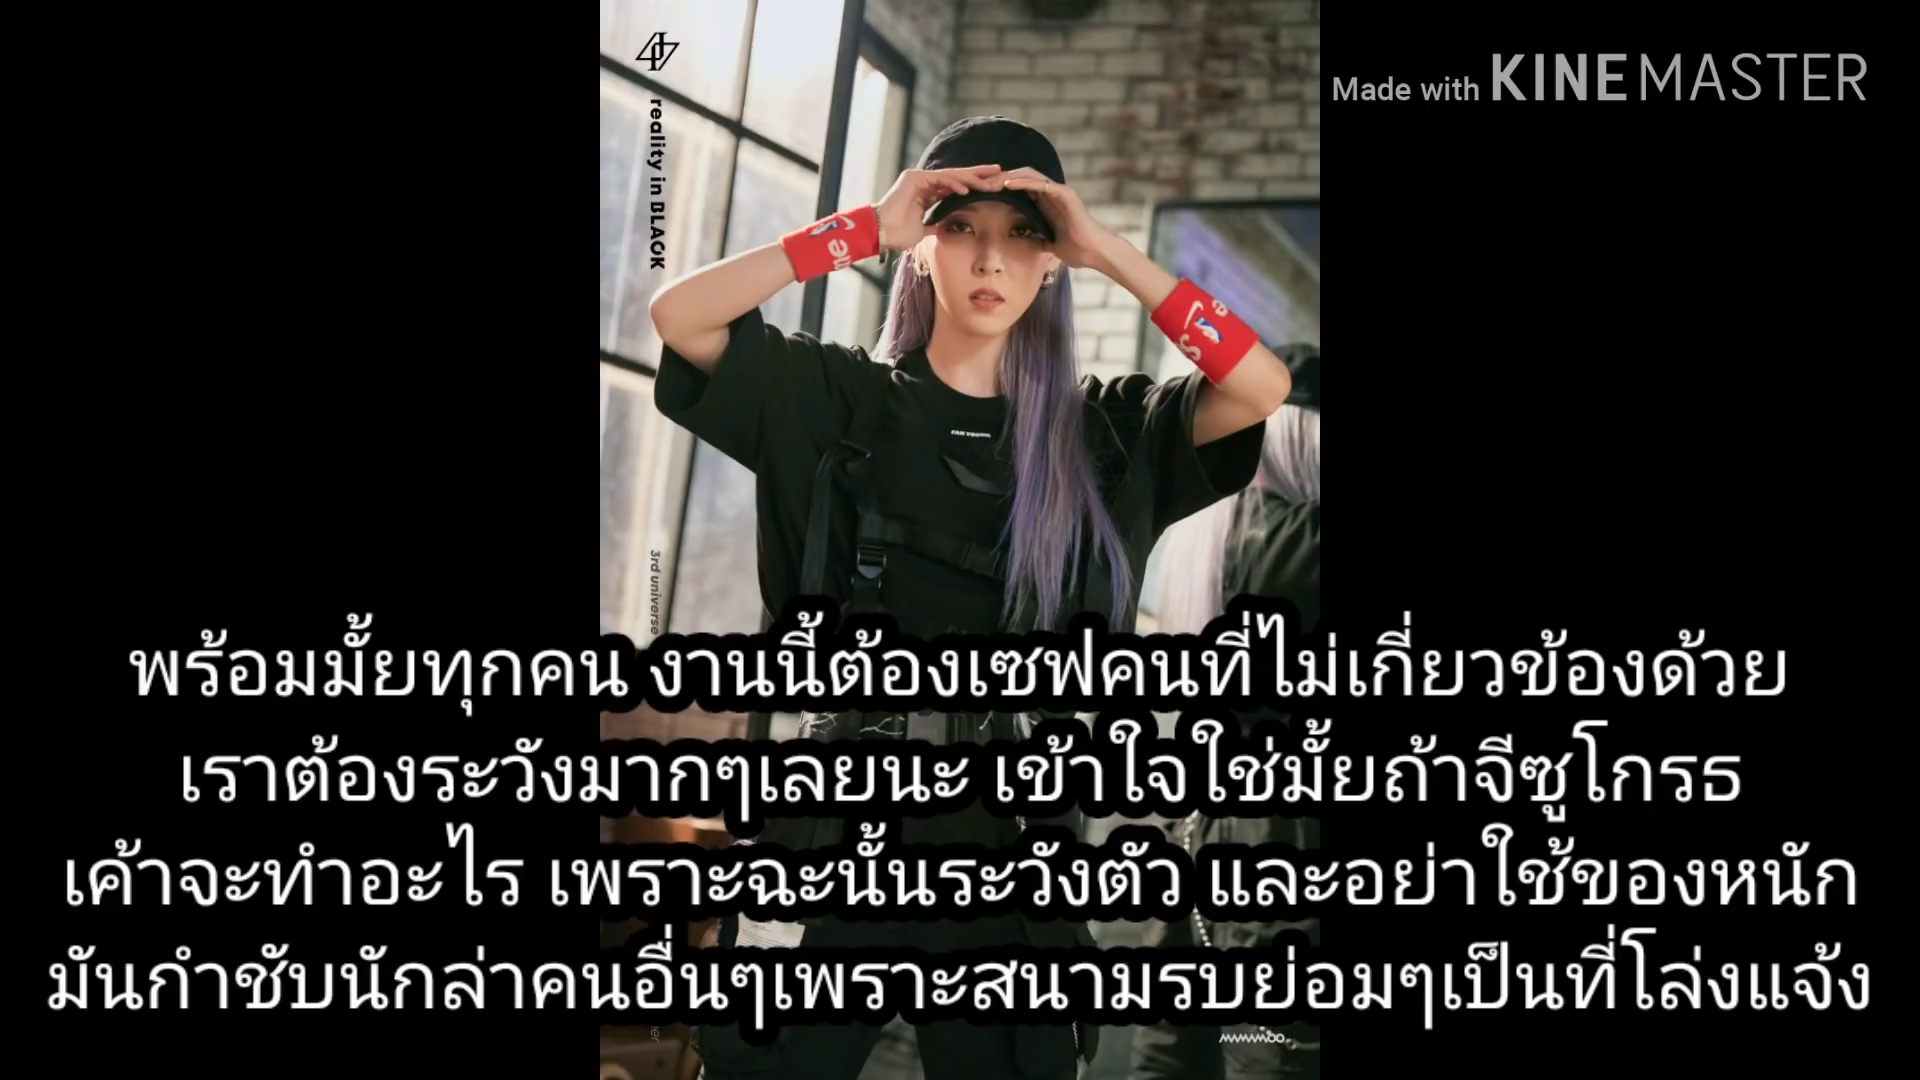 reality in BLACK
Made with KINEMASTER
3rd universe
พร้อมมั้ยทุกคน งานนี้ต้องเซฟคนที่ไม่เกี่ยวข้องด้วย
เราต้องระวังมากๆเลยนะ เข้าใจใช่มั้ยถ้าจีซูโกรธ
เค้าจะทำอะไร เพราะฉะนั้นระวังตัว และอย่าใช้ของหนัก
มันกำชับนักล่าคนอื่นๆเพราะสนามรบย่อมๆเป็นที่โล่งแจ้ง
MAMAMOO